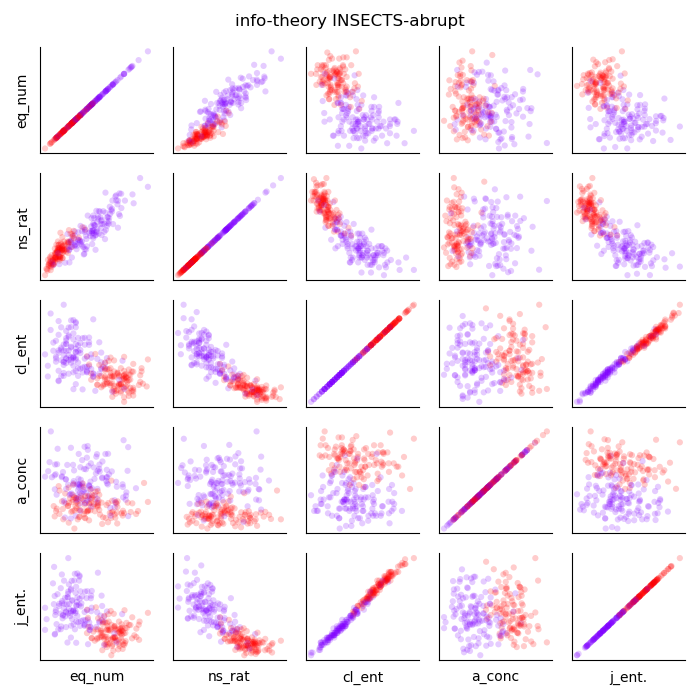 info-theory INSECTS-abrupt
eq_num
ns_rat
cl_ent
a_conc
j_ent.
eq_num ns_rat cl_ent a_conc j_ent.